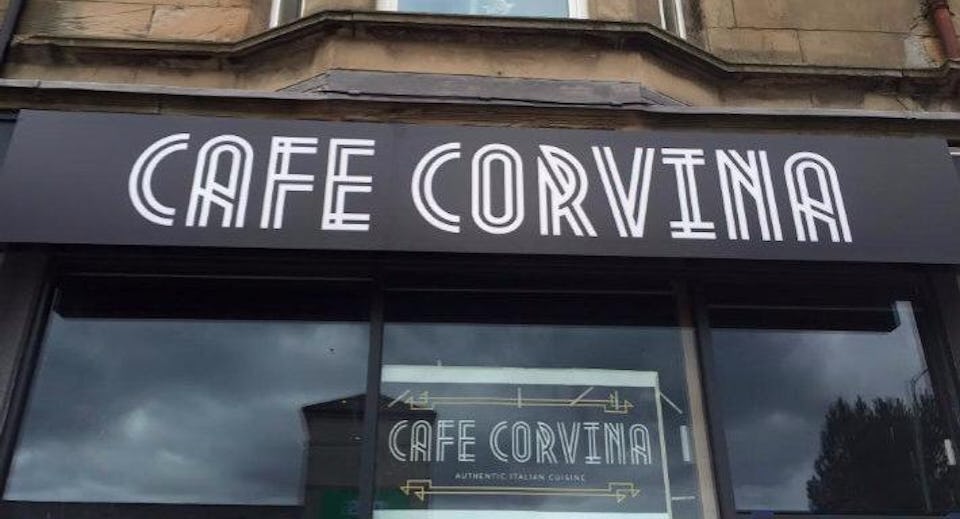 CAFE CORVINA
CAFE CORVINA
AUTHENTIC ITALIAN CUISINE